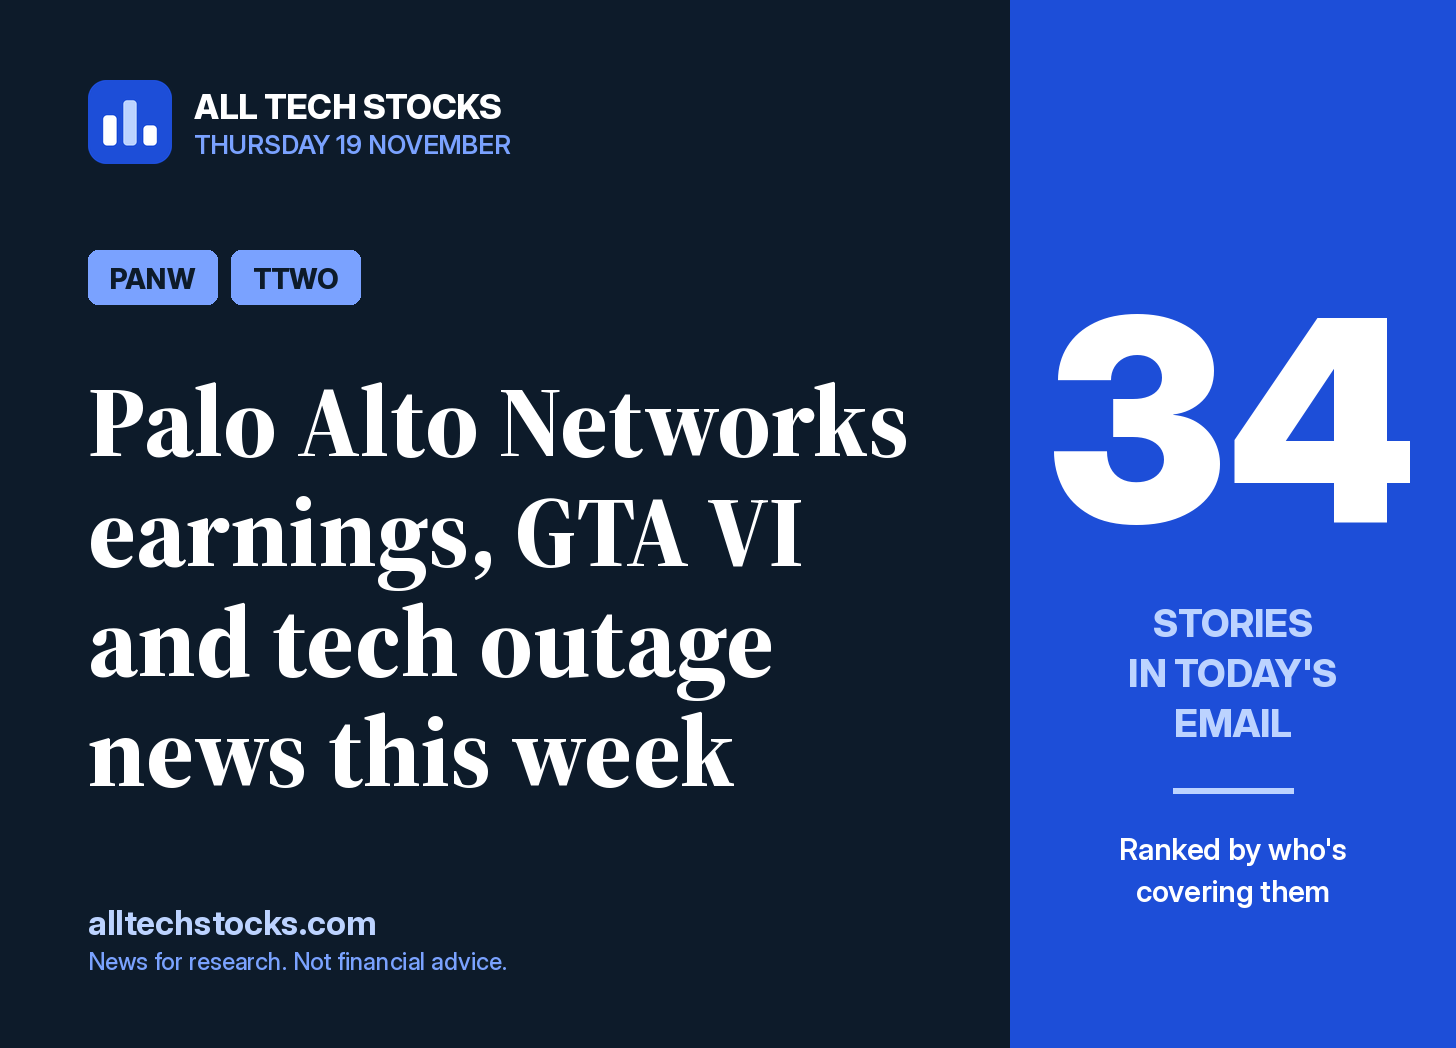 ALL TECH STOCKS
THURSDAY 19 NOVEMBER
PANW TTWO
Palo Alto Networks
earnings, GTA VI
and tech outage
news this week
alltechstocks.com
News for research. Not financial advice.
34
STORIES
IN TODAY'S
EMAIL
Ranked by who's
covering them